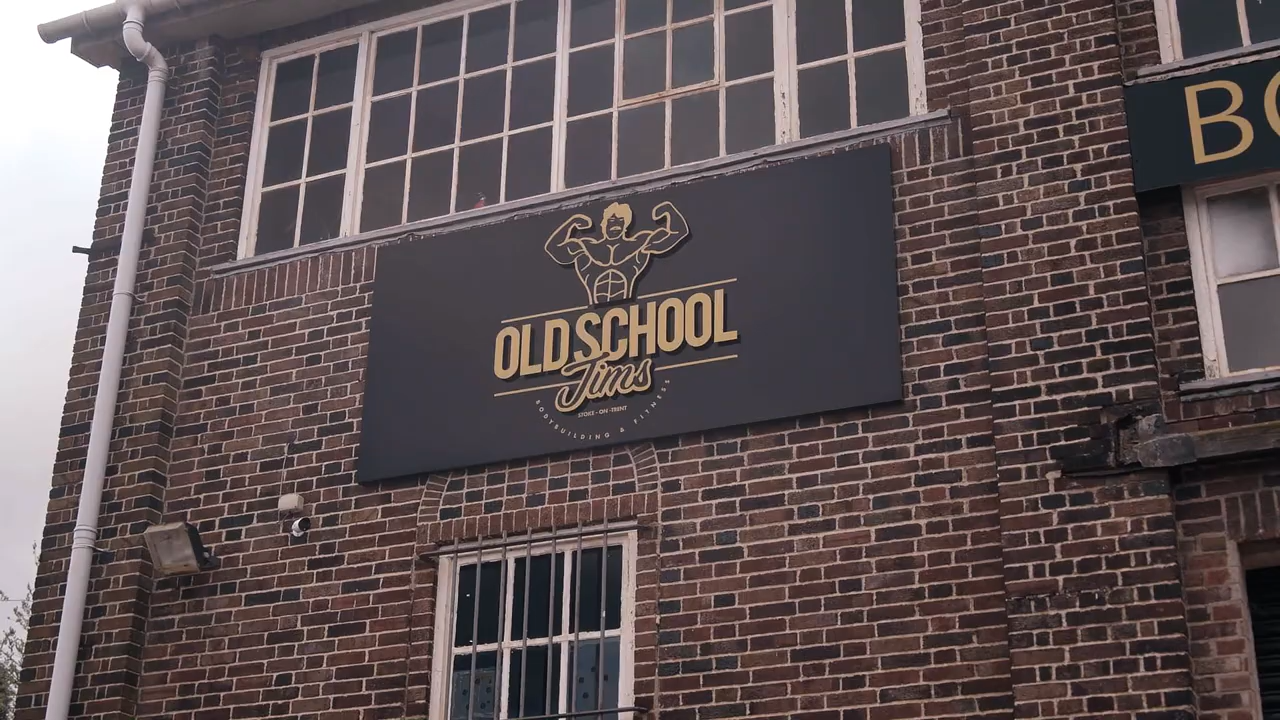 OLD SCHOOL
Jims
STOKE-ON-TRENT
BODYBUILDING & FITNESS
BO